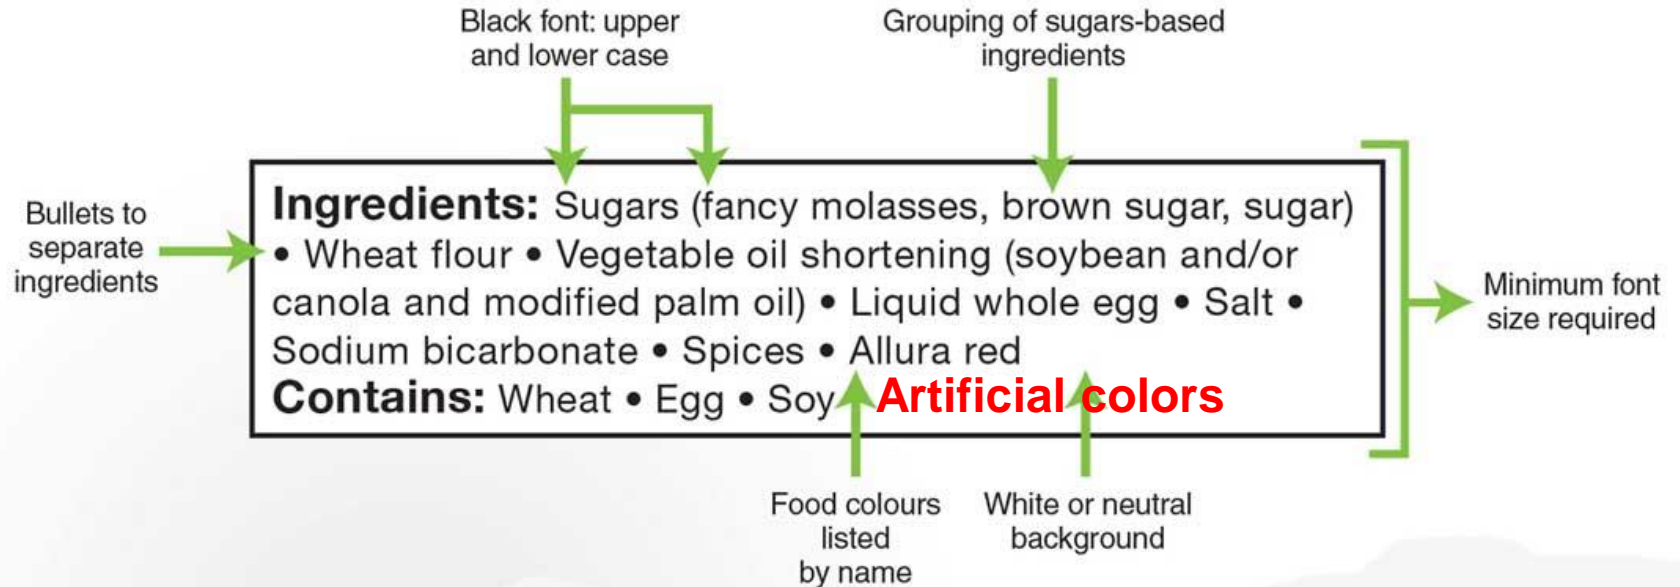 Black font: upper
and lower case
Grouping of sugars-based
ingredients
Bullets to
separate
ingredients
Ingredients: Sugars (fancy molasses, brown sugar, sugar)
• Wheat flour • Vegetable oil shortening (soybean and/or
canola and modified palm oil) • Liquid whole egg • Salt •
Sodium bicarbonate • Spices • Allura red
Contains: Wheat • Egg • Soy Artificial colors
Minimum font
size required
Food colours
listed
by name
White or neutral
background